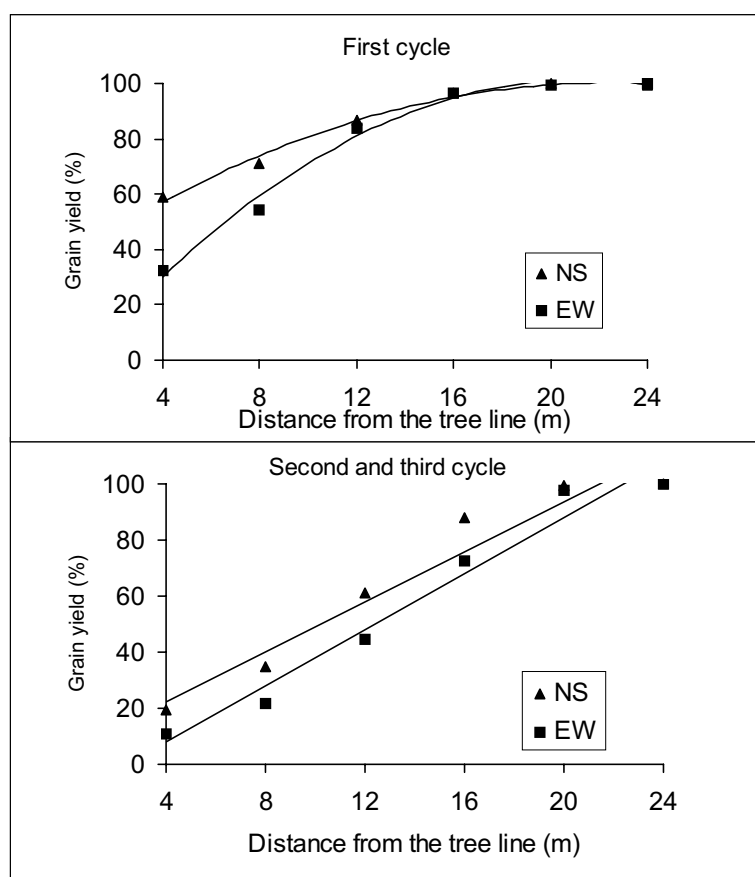 First cycle
Grain yield (%)
100
80
60
40
20
0
4 8 12 16 20 24
Distance from the tree line (m)
NS
EW
Second and third cycle
Grain yield (%)
100
80
60
40
20
0
4 8 12 16 20 24
Distance from the tree line (m)
NS
EW